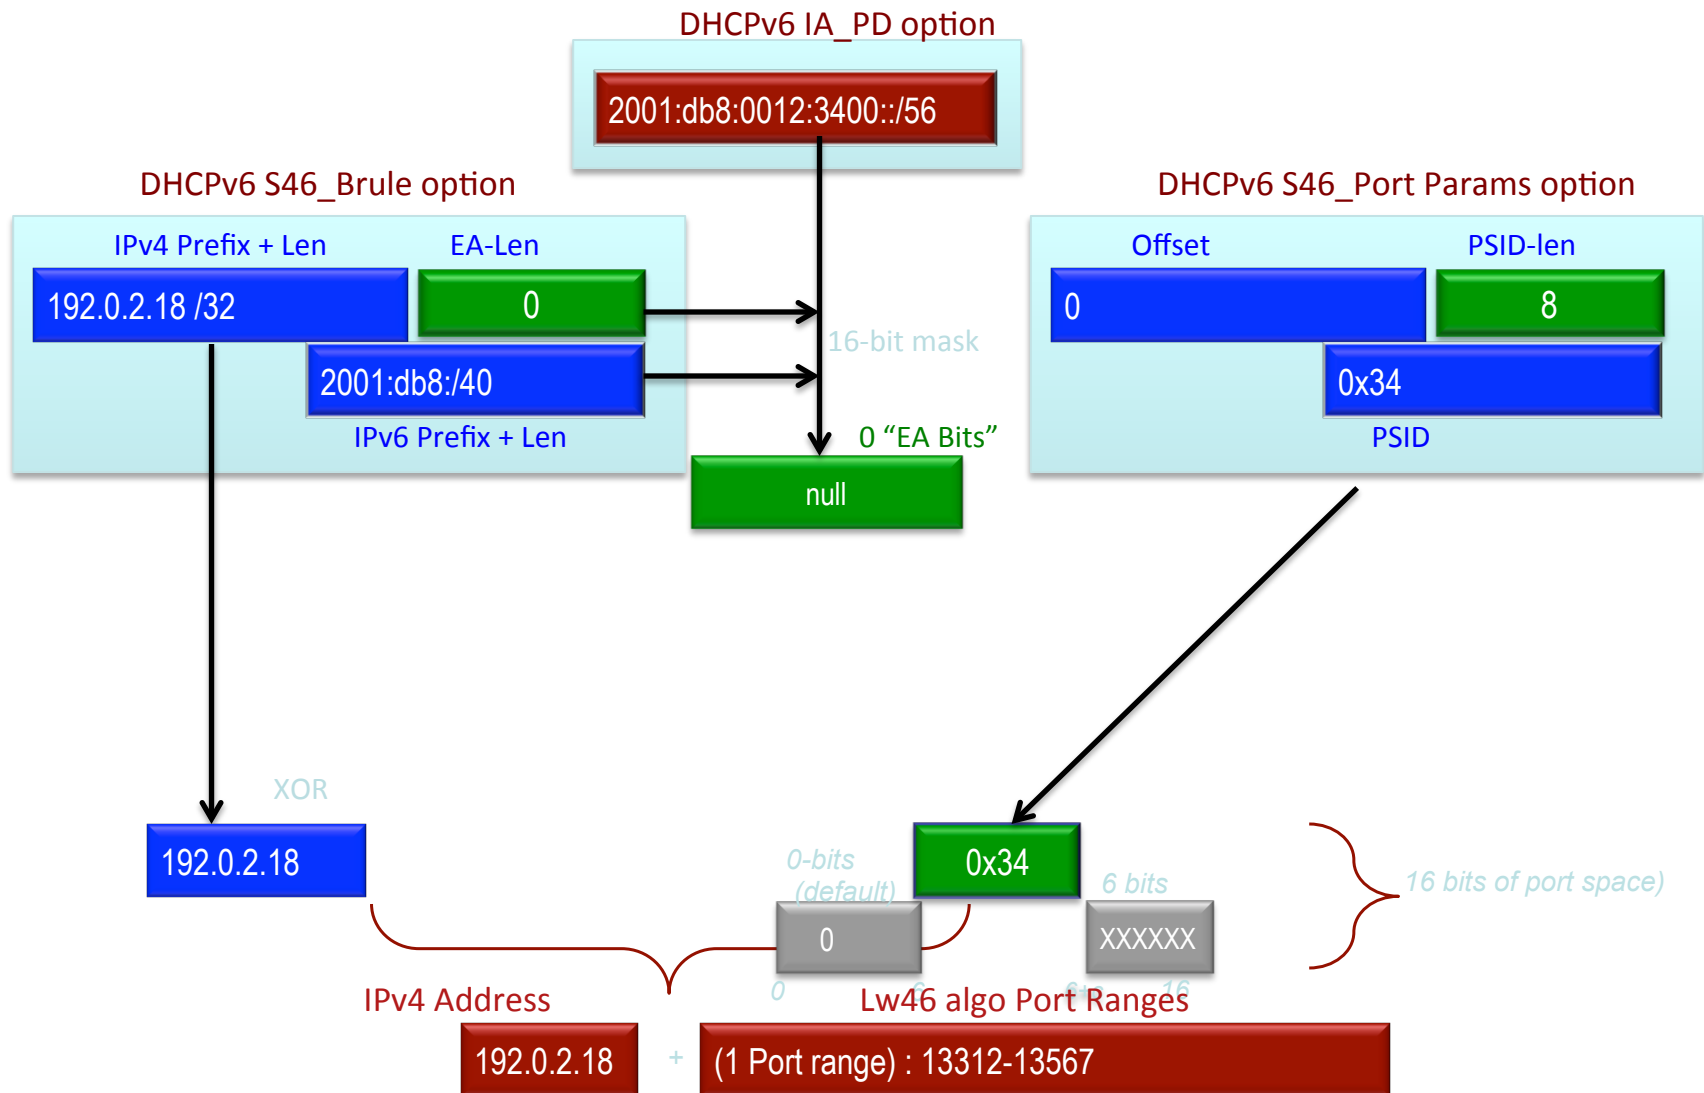 DHCPv6 IA_PD option
2001:db8:0012:3400::/56
DHCPv6 S46_Brule option
DHCPv6 S46_Port Params option
IPv4 Prefix + Len
EA-Len
Offset
PSID-len
192.0.2.18 /32
0
0
8
16-bit mask
2001:db8:/40
0x34
IPv6 Prefix + Len
0 “EA Bits”
PSID
null
XOR
192.0.2.18
0-bits
(default)
0x34
6 bits
16 bits of port space)
0
XXXXXX
0
16
IPv4 Address
Lw46 algo Port Ranges
192.0.2.18
+
(1 Port range) : 13312-13567